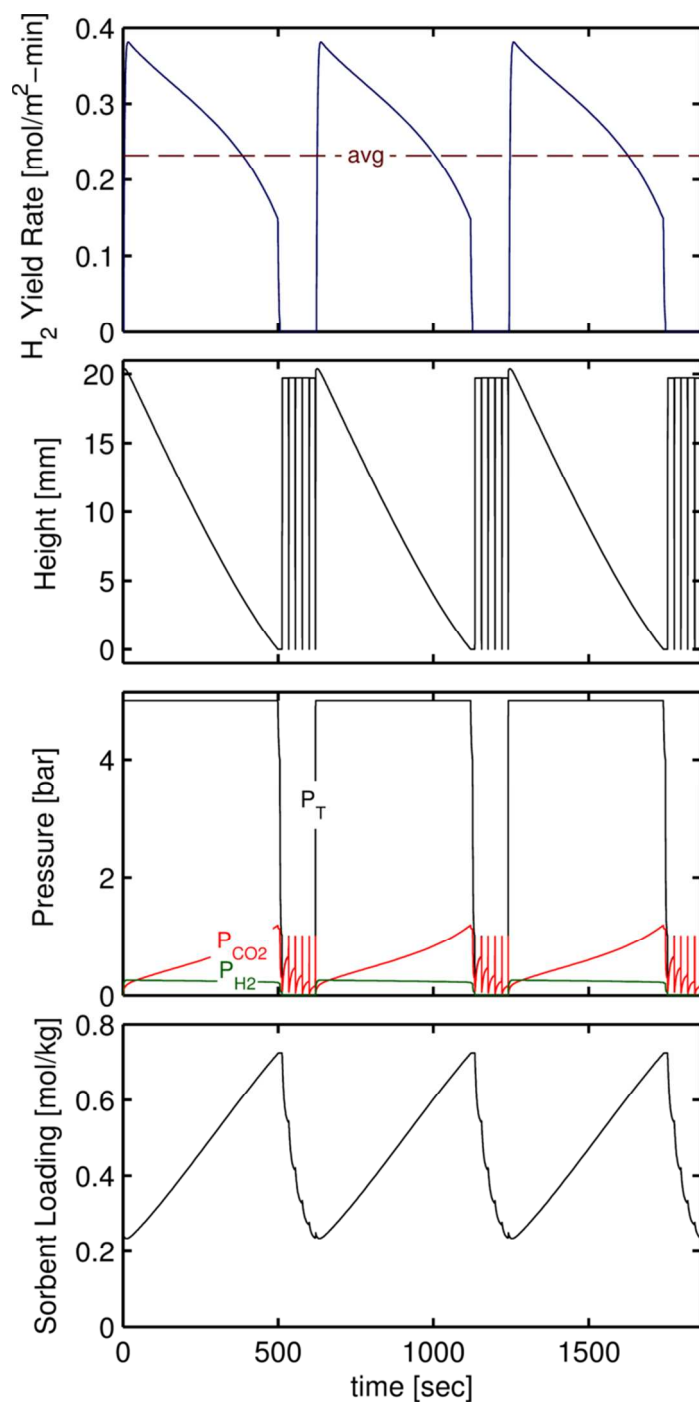 H2 Yield Rate [mol/m²−min]
0.4
0.3
0.2
0.1
0
avg
Height [mm]
20
15
10
5
0
Pressure [bar]
4
2
0
PT
PCO2
PH2
Sorbent Loading [mol/kg]
0.8
0.6
0.4
0.2
0
0 500 1000 1500
time [sec]